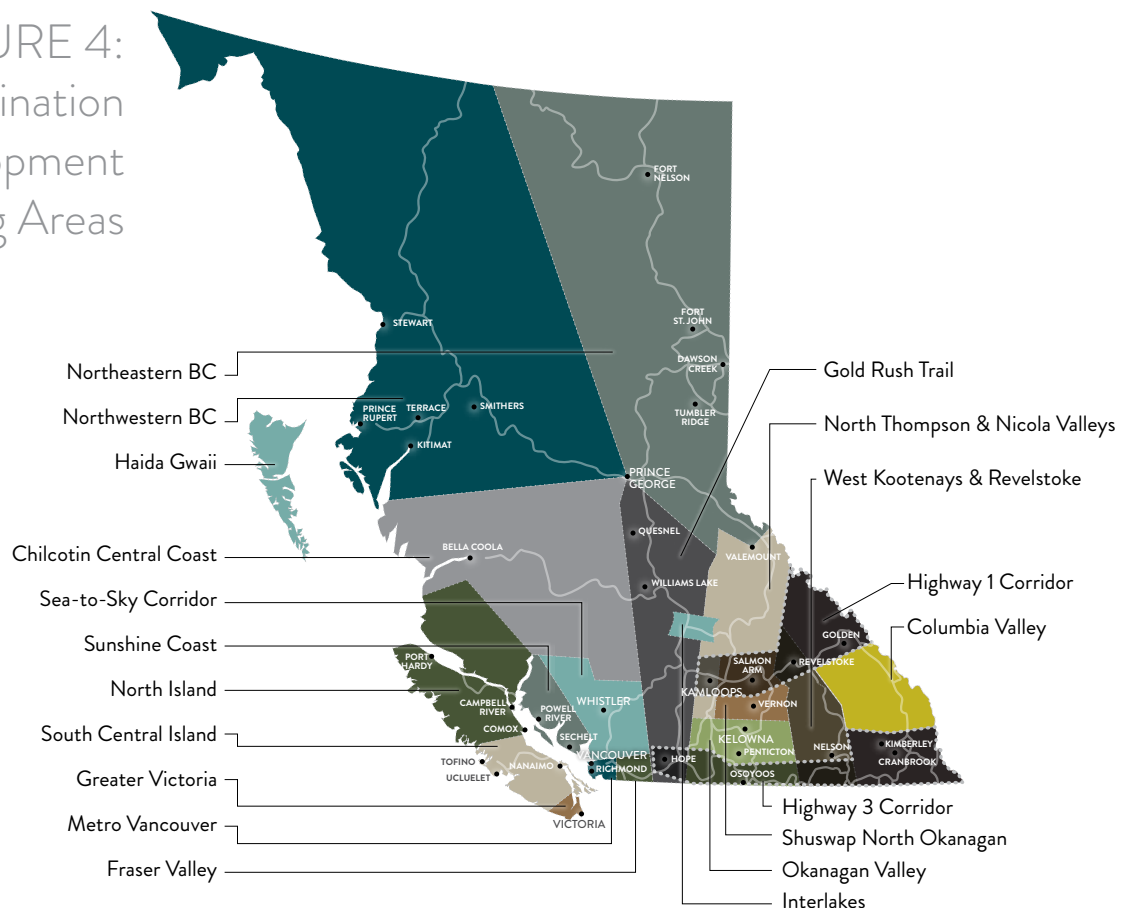 URE 4:
ination
opment
g Areas
FORT
NELSON
FORT
ST. JOHN
DAWSON
CREEK
TUMBLER
RIDGE
STEWART
PRINCE
RUPERT
TERRACE
SMITHERS
KITIMAT
PRINCE
GEORGE
QUESNEL
VALEMOUNT
BELLA COOLA
WILLIAMS LAKE
GOLDEN
SALMON
ARM
REVELSTOKE
KAMLOOPS
PORT
HARDY
CAMPBELL
RIVER
POWELL
RIVER
WHISTLER
VERNON
COMOX
SECHELT
KELOWNA
PENTICTON
NELSON
KIMBERLEY
CRANBROOK
TOFINO
UCLUELET
NANAIMO
VANCOUVER
RICHMOND
HOPE
OSOYOOS
VICTORIA
Northeastern BC
Northwestern BC
Haida Gwaii
Chilcotin Central Coast
Sea-to-Sky Corridor
Sunshine Coast
North Island
South Central Island
Greater Victoria
Metro Vancouver
Fraser Valley
Gold Rush Trail
North Thompson & Nicola Valleys
West Kootenays & Revelstoke
Highway 1 Corridor
Columbia Valley
Highway 3 Corridor
Shuswap North Okanagan
Okanagan Valley
Interlakes